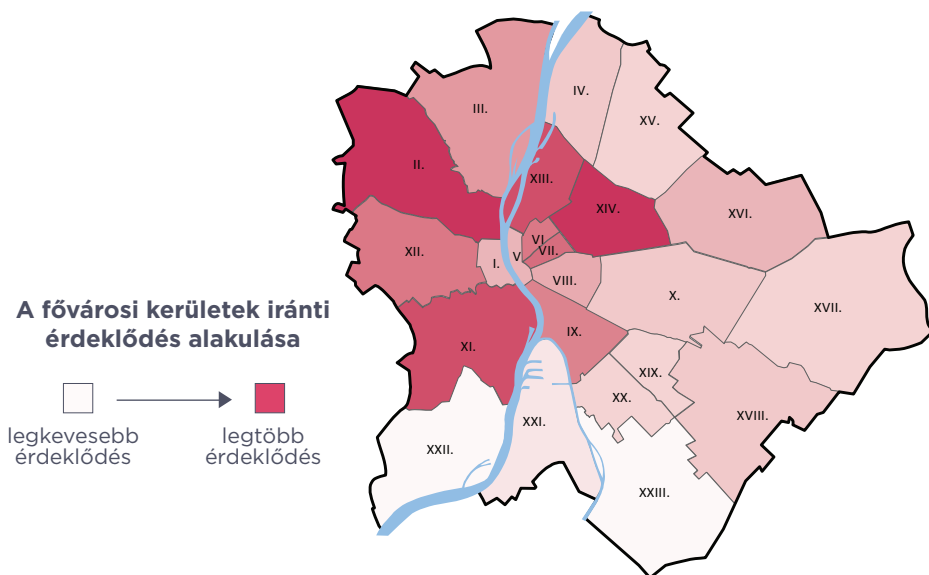 III.
IV.
XV.
II.
XIII.
XIV.
XVI.
XII.
VI.
I.
V.
VII.
VIII.
X.
XVII.
A fővárosi kerületek iránti
érdeklődés alakulása
XI.
IX.
XIX.
XX.
XVIII.
XXI.
XXII.
XXIII.
legkevesebb
érdeklődés
legtöbb
érdeklődés